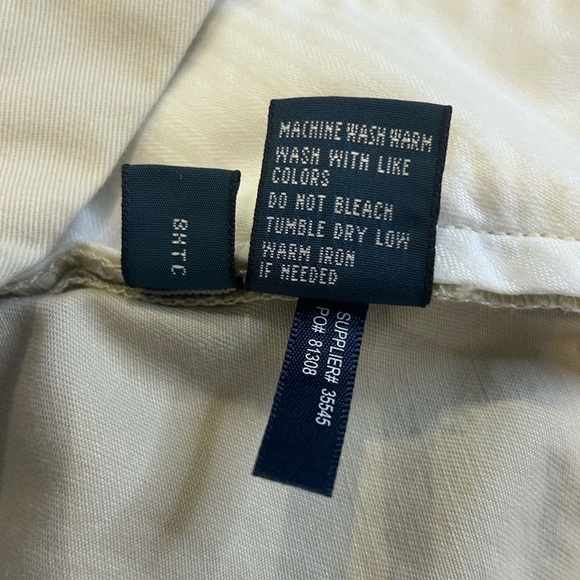 MACHINE WASH WARM
WASH WITH LIKE
COLORS
DO NOT BLEACH
TUMBLE DRY LOW
WARM IRON
IF NEEDED
8HTC
SUPPLIER# 35545
PO# 81308